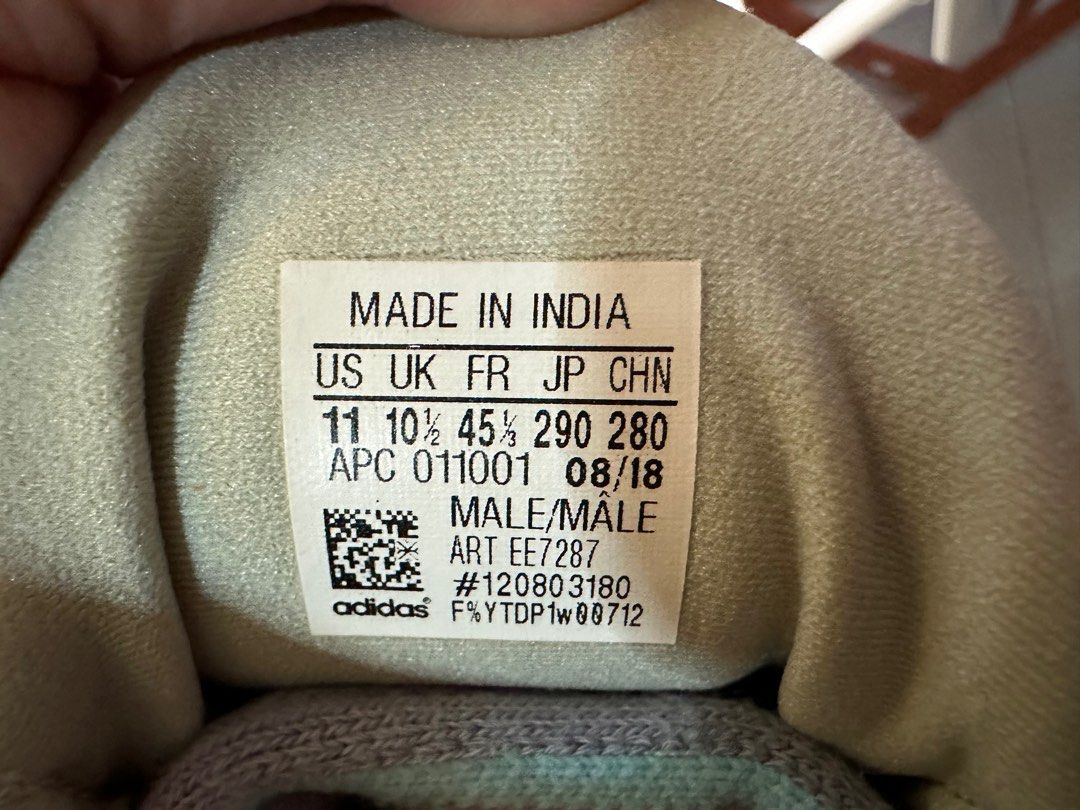 MADE IN INDIA
US UK FR JP CHN
11 10½ 45⅓ 290 280
APC 011001 08/18
MALE/MÂLE
ART EE7287
#120803180
adidas® F%YTDP1w00712